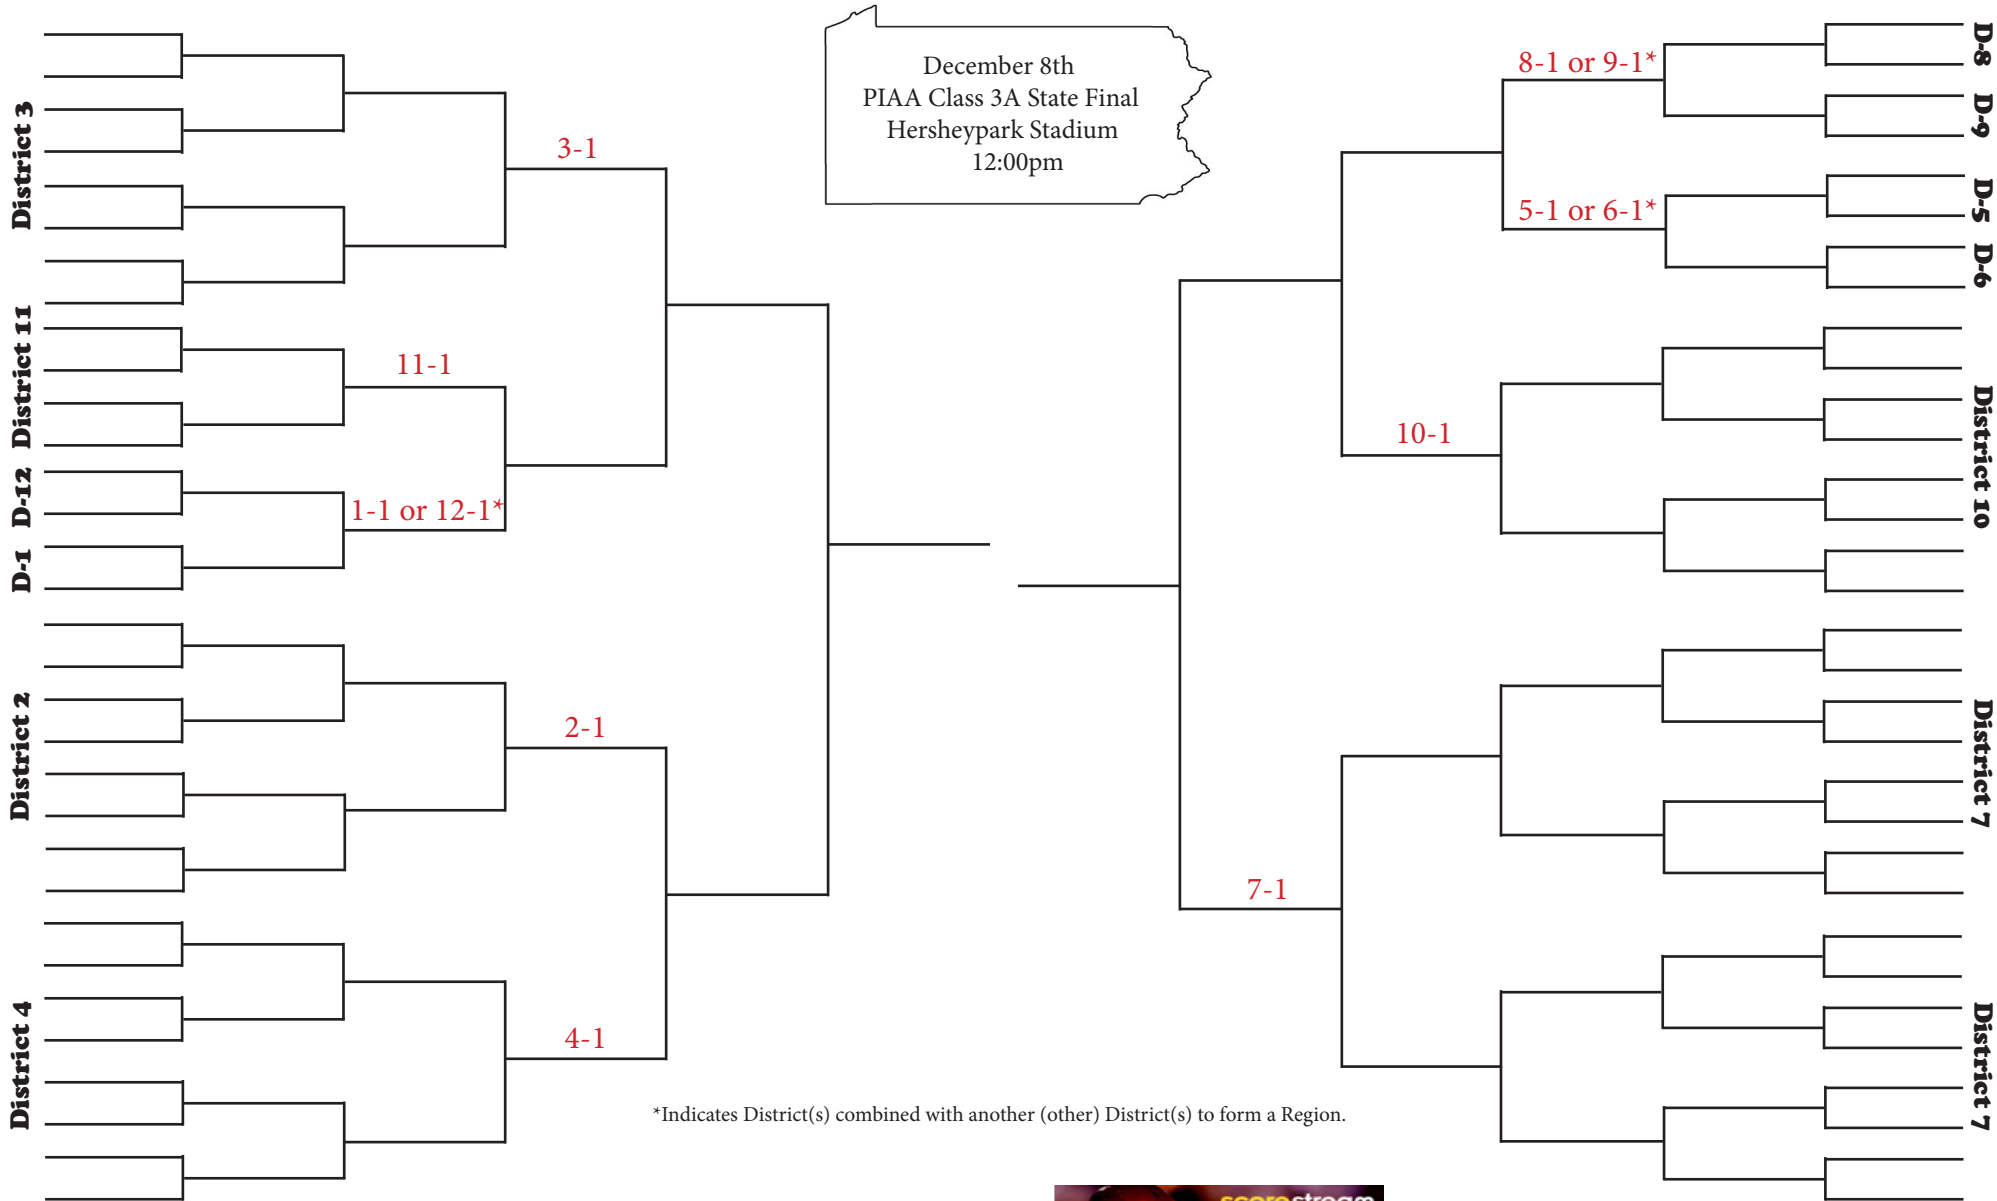 December 8th
PIAA Class 3A State Final
Hersheypark Stadium
12:00pm
District 3
3-1
District 11
11-1
D-12
1-1 or 12-1*
D-1
District 2
2-1
District 4
4-1
8-1 or 9-1*
D-8
D-9
5-1 or 6-1*
D-5
D-6
10-1
District 10
District 7
7-1
District 7
*Indicates District(s) combined with another (other) District(s) to form a Region.
scorestream